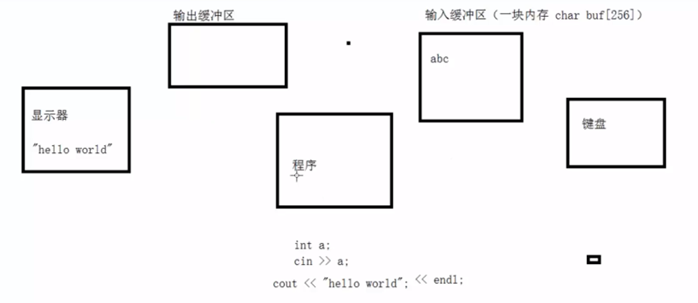 输出缓冲区
输入缓冲区（一块内存 char buf[256]）
abc
显示器
"hello world"
键盘
程序
int a;
cin >> a;
cout << "hello world"; << endl;